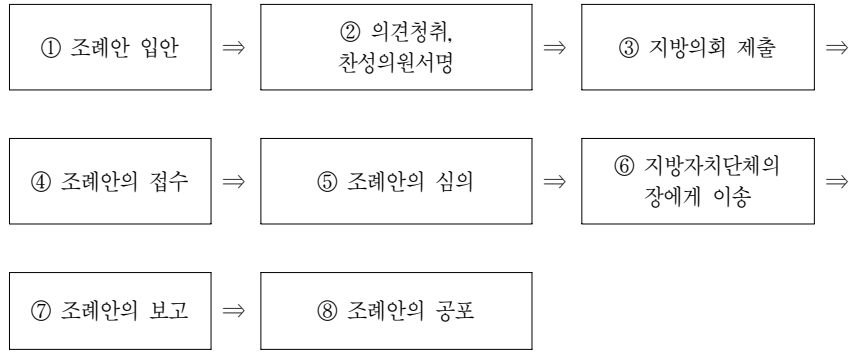 ① 조례안 입안 ⇒ ② 의견청취,
찬성의원서명 ⇒ ③ 지방의회 제출 ⇒
④ 조례안의 접수 ⇒ ⑤ 조례안의 심의 ⇒ ⑥ 지방자치단체의
장에게 이송 ⇒
⑦ 조례안의 보고 ⇒ ⑧ 조례안의 공포